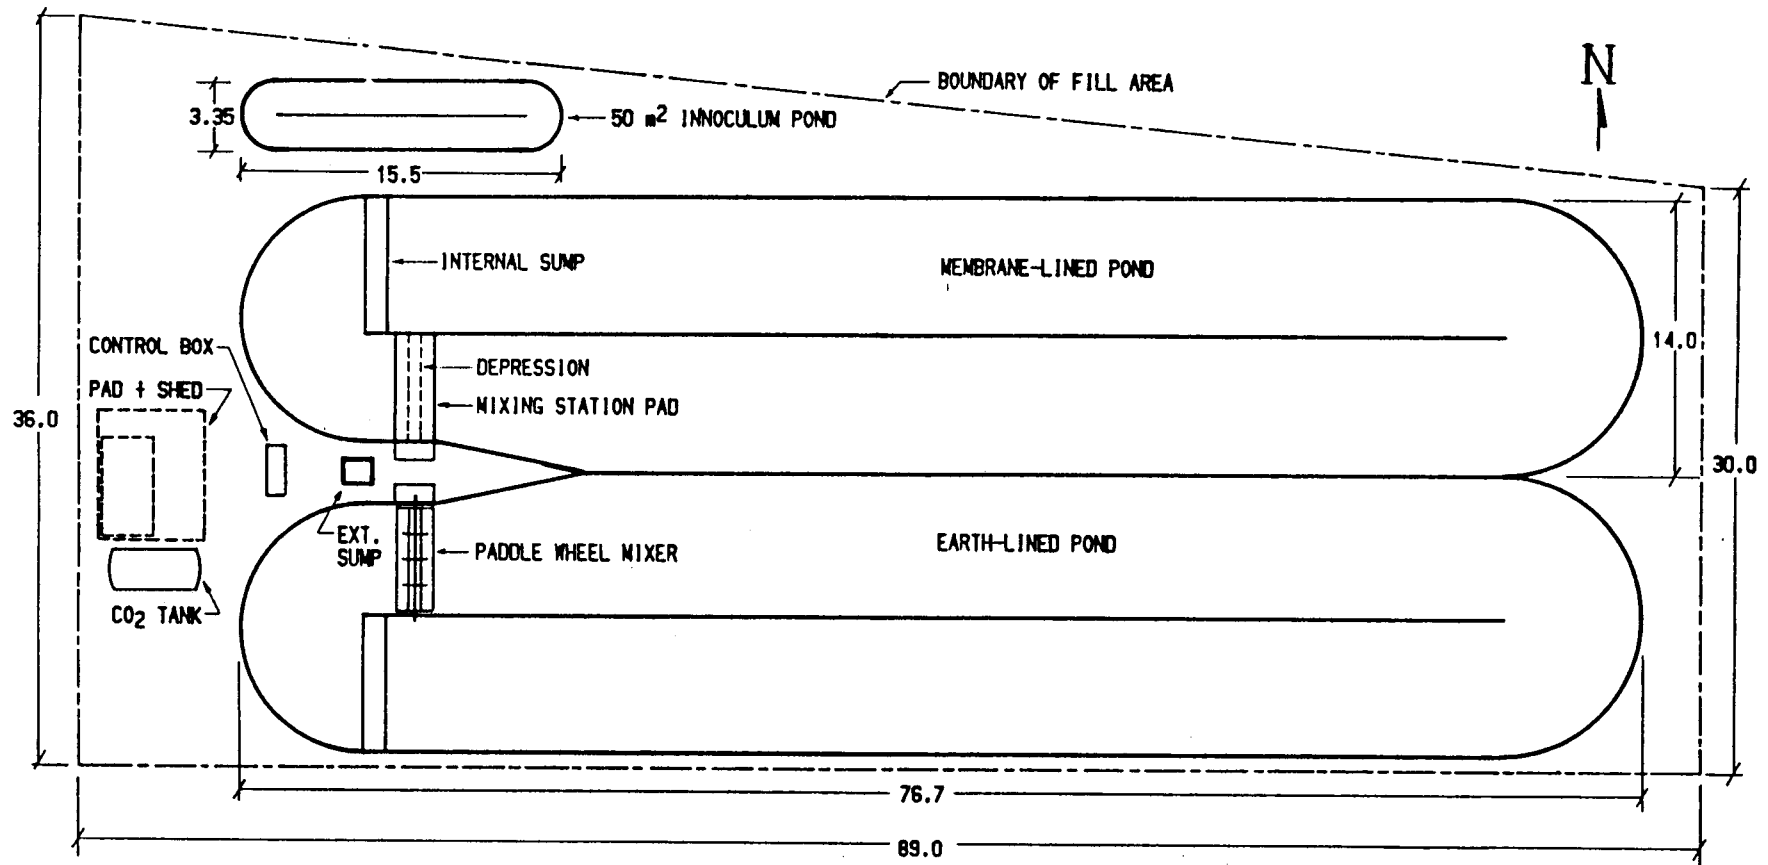 N
BOUNDARY OF FILL AREA
3.35
50 m² INNOCULUM POND
15.5
INTERNAL SUMP
MEMBRANE-LINED POND
14.0
CONTROL BOX
DEPRESSION
PAD + SHED
MIXING STATION PAD
36.0
30.0
EXT.
SUMP
PADDLE WHEEL MIXER
EARTH-LINED POND
CO₂ TANK
76.7
89.0